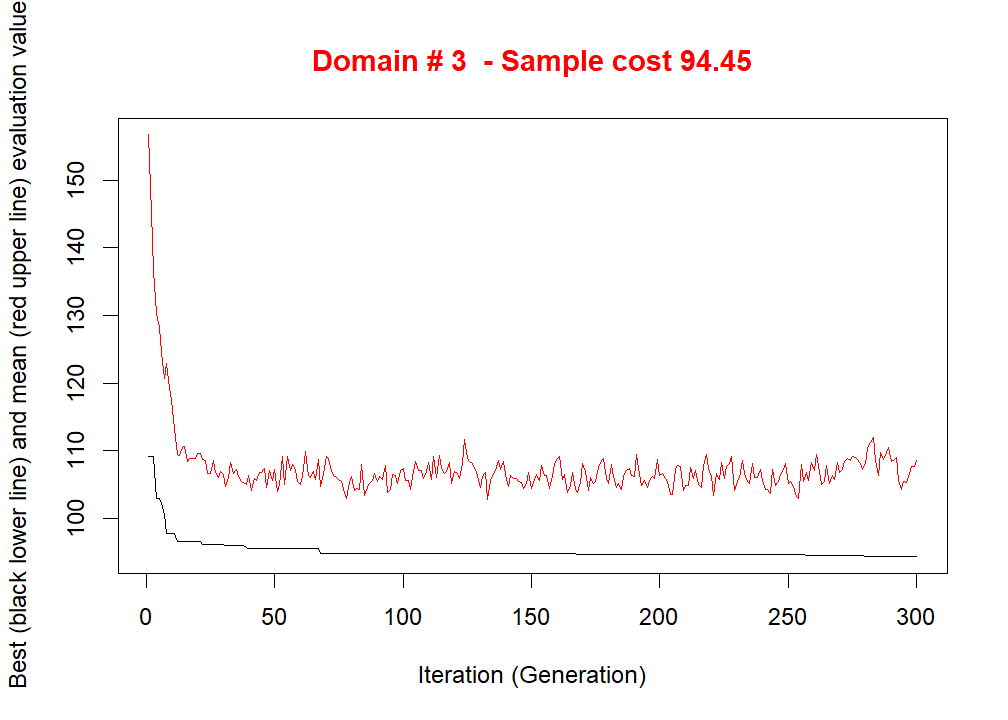 Domain # 3  - Sample cost 94.45
Best (black lower line) and mean (red upper line) evaluation value
150
140
130
120
110
100
0 50 100 150 200 250 300
Iteration (Generation)